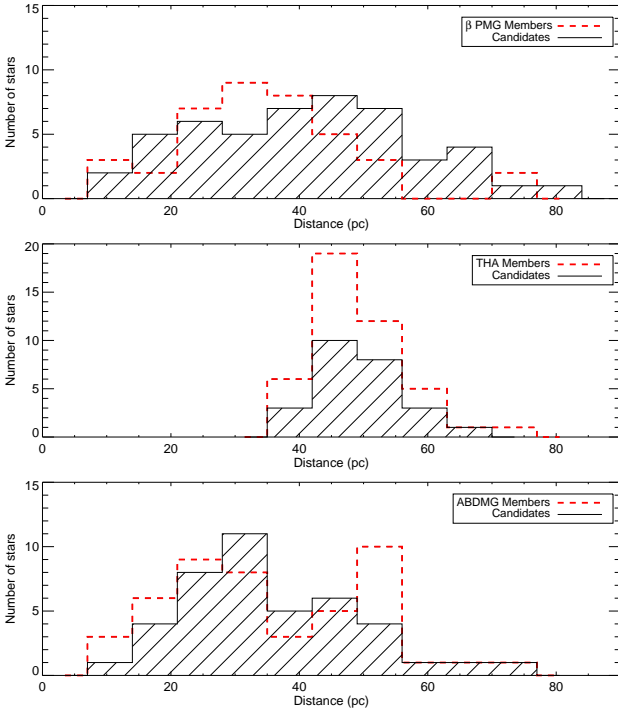 15
10
5
0
Number of stars
β PMG Members
Candidates
0 20 40 60 80
Distance (pc)
20
15
10
5
0
Number of stars
THA Members
Candidates
0 20 40 60 80
Distance (pc)
15
10
5
0
Number of stars
ABDMG Members
Candidates
0 20 40 60 80
Distance (pc)